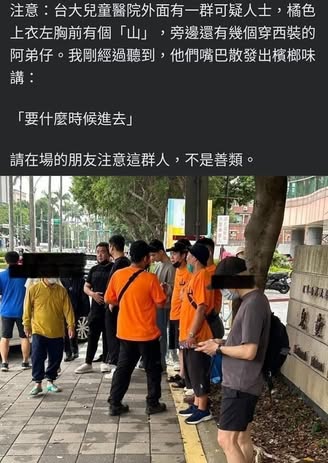 注意：台大兒童醫院外面有一群可疑人士，橘色
上衣左胸前有個「山」，旁邊還有幾個穿西裝的
阿弟仔。我剛經過聽到，他們嘴巴散發出檳榔味
講：
「要什麼時候進去」
請在場的朋友注意這群人，不是善類。